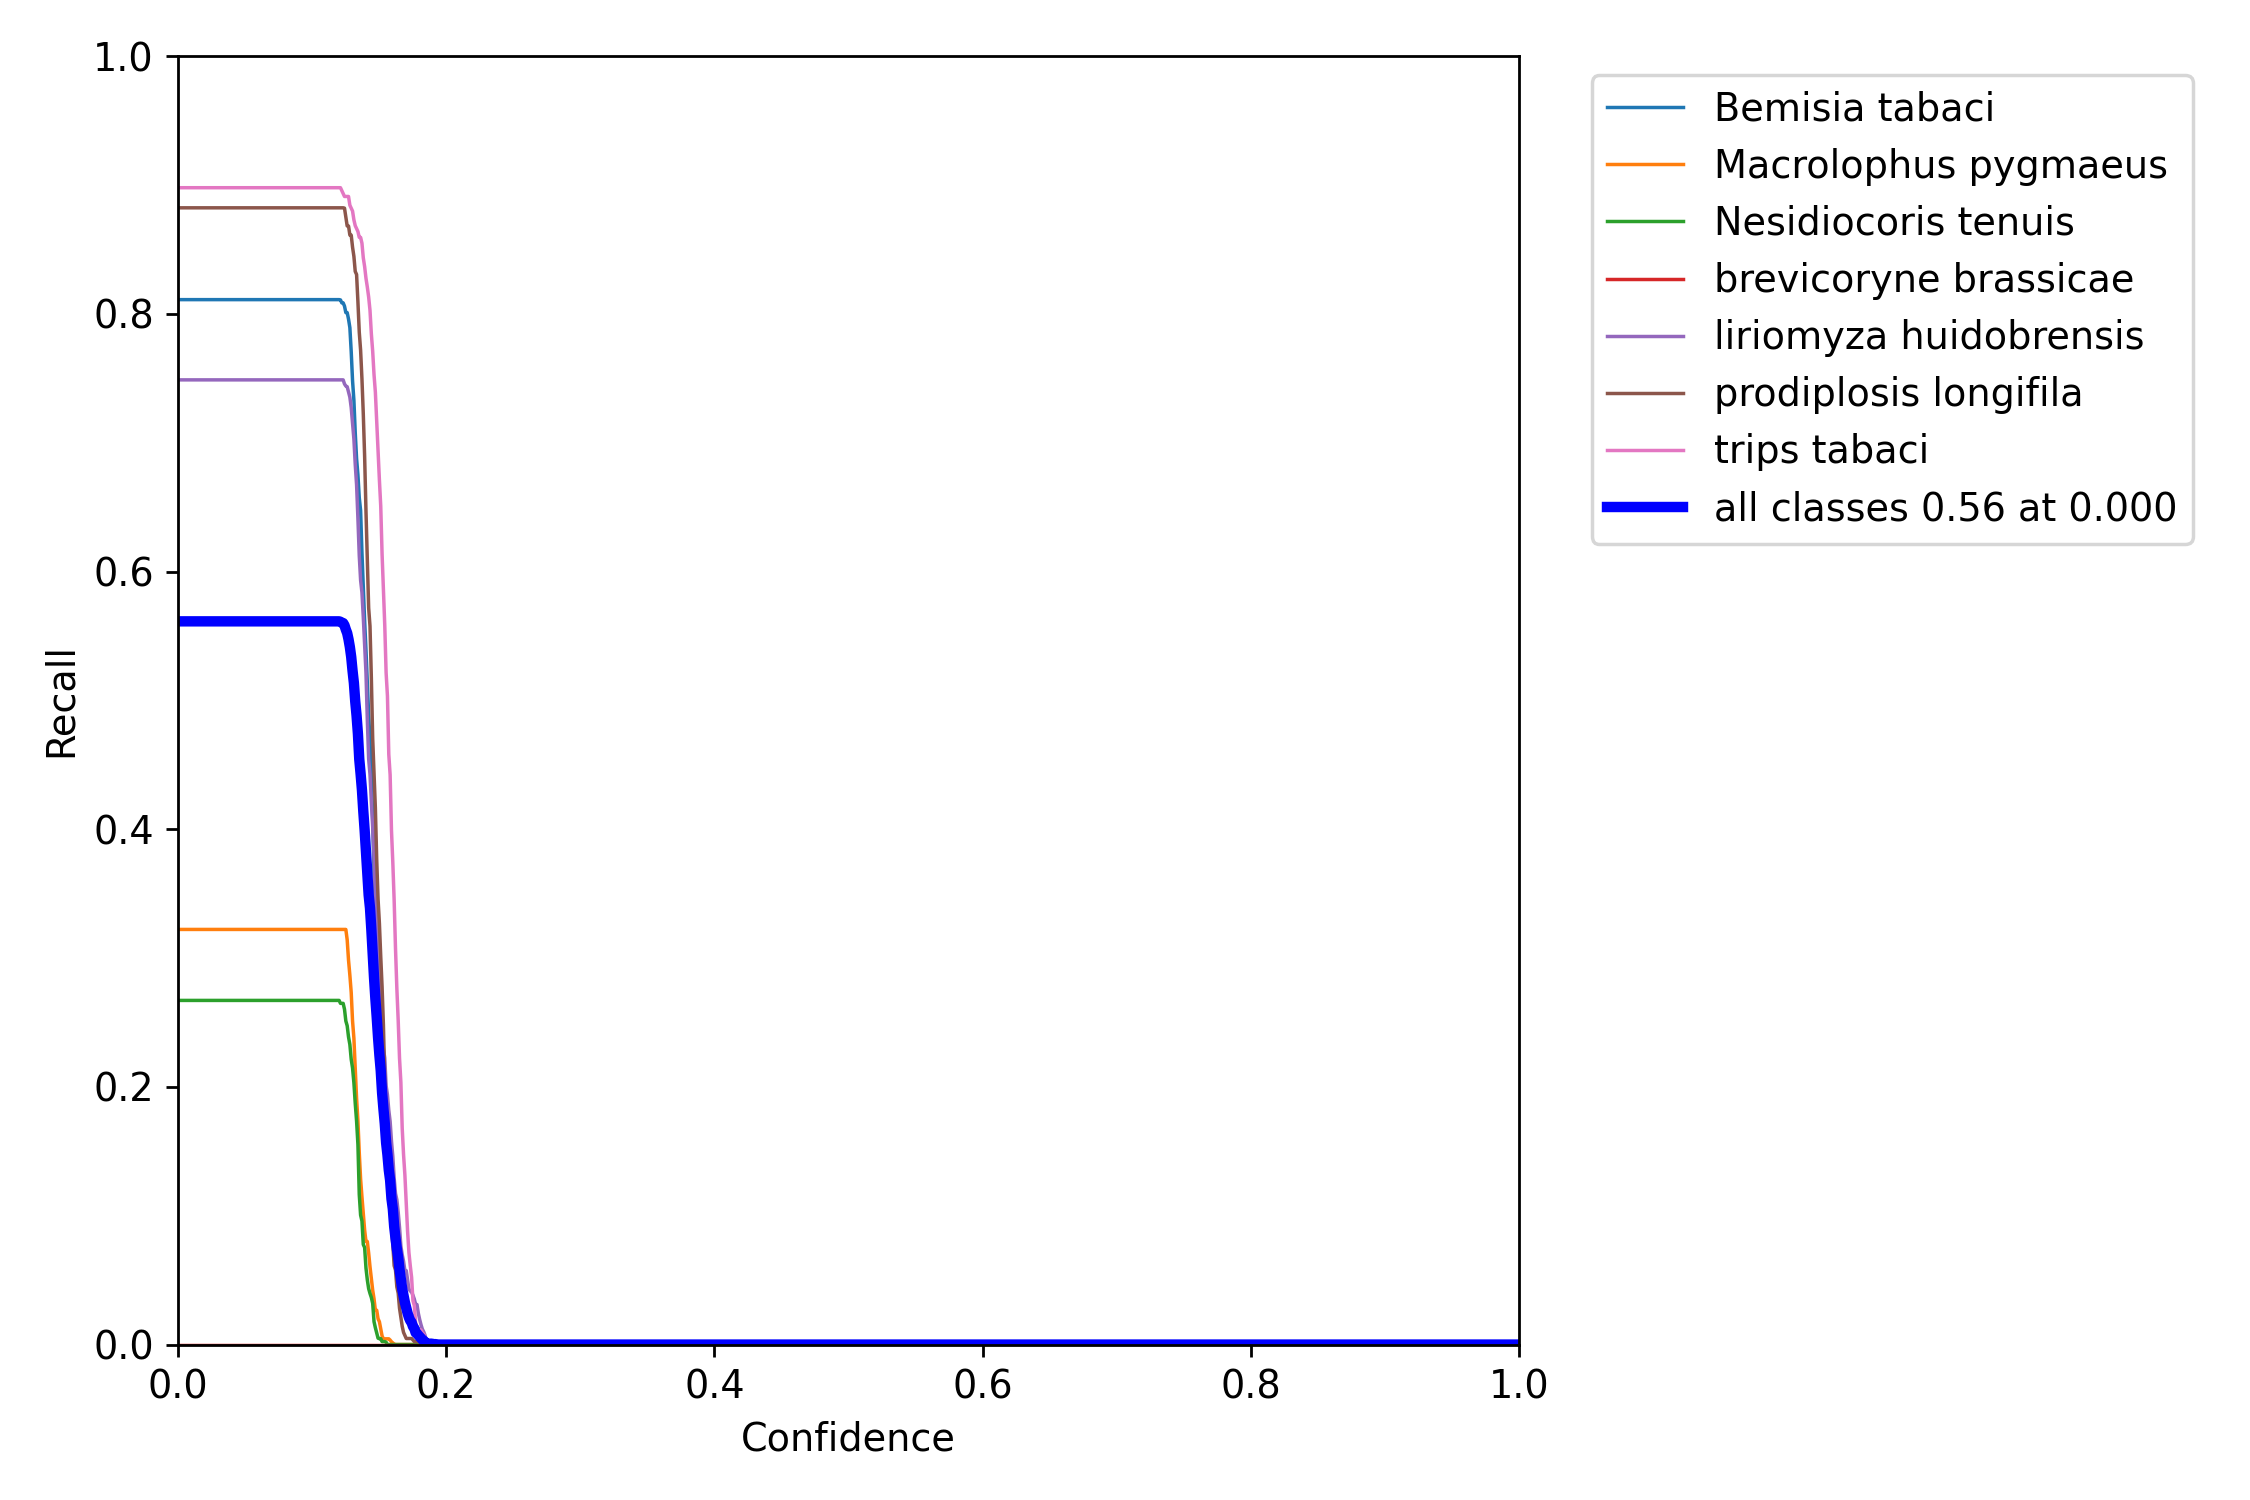 1.0
0.8
0.6
0.4
0.2
0.0
Recall
0.0 0.2 0.4 0.6 0.8 1.0
Confidence
Bemisia tabaci
Macrolophus pygmaeus
Nesidiocoris tenuis
brevicoryne brassicae
liriomyza huidobrensis
prodiplosis longifila
trips tabaci
all classes 0.56 at 0.000